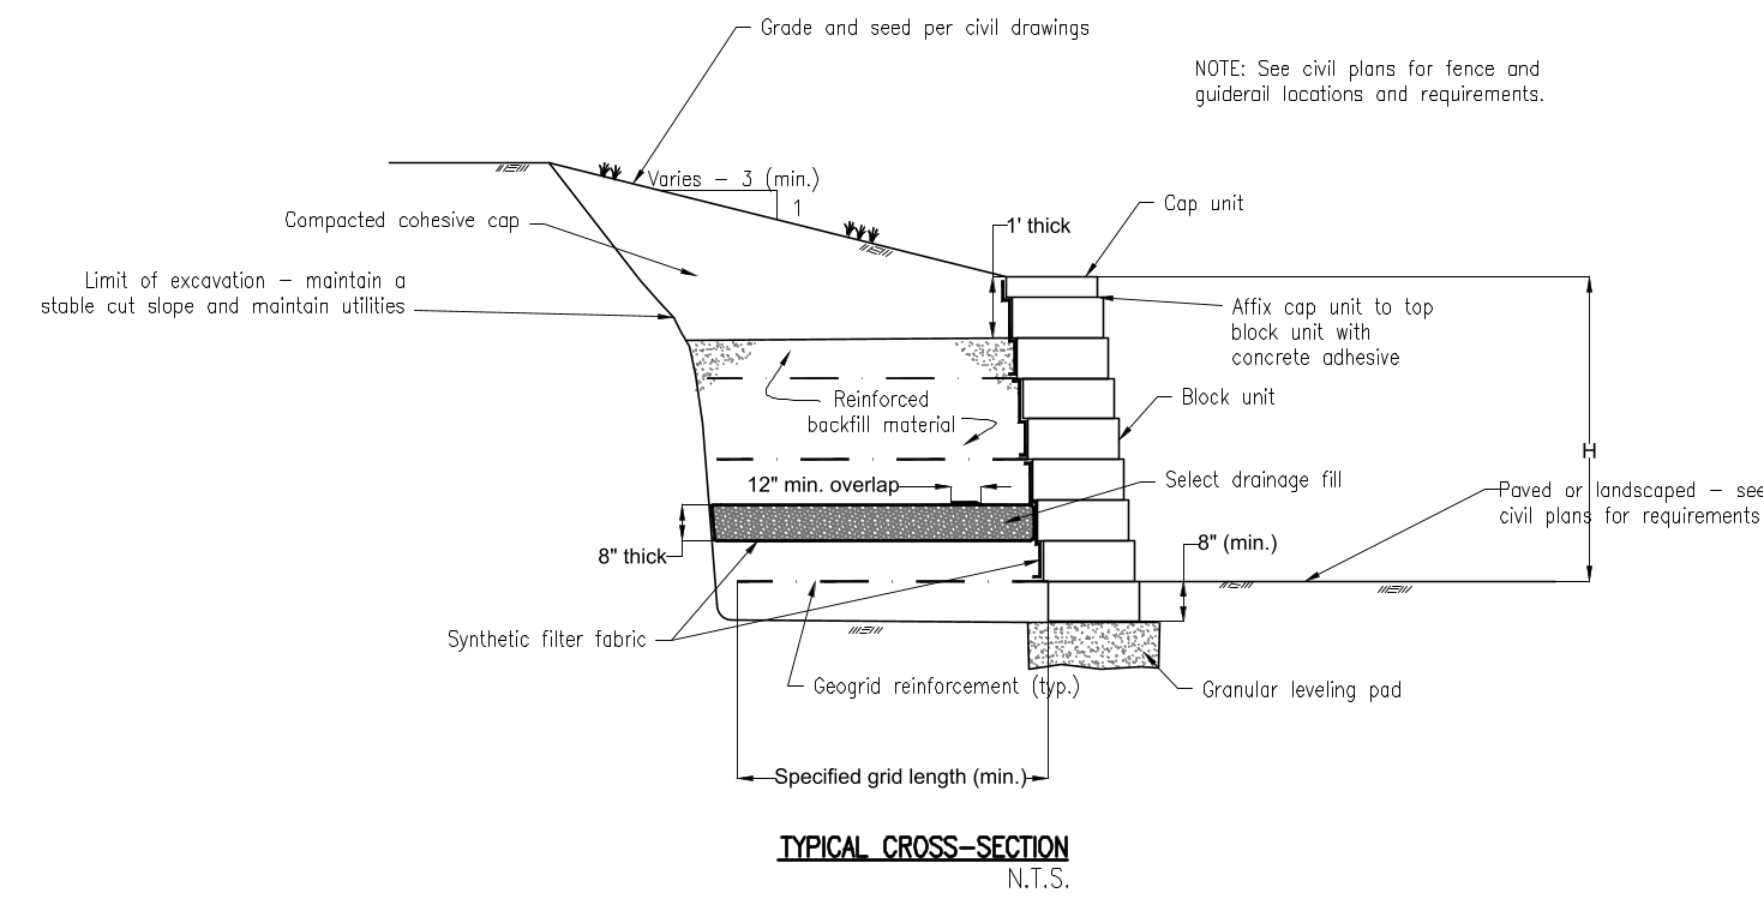 Grade and seed per civil drawings
NOTE: See civil plans for fence and
guiderail locations and requirements.
Varies - 3 (min.)
1
Compacted cohesive cap
Cap unit
1' thick
Limit of excavation - maintain a
stable cut slope and maintain utilities
Affix cap unit to top
block unit with
concrete adhesive
Reinforced
backfill material
Block unit
H
12" min. overlap
Select drainage fill
Paved or landscaped - see
civil plans for requirements
8" thick
8" (min.)
Synthetic filter fabric
Geogrid reinforcement (typ.)
Granular leveling pad
Specified grid length (min.)
TYPICAL CROSS-SECTION
N.T.S.